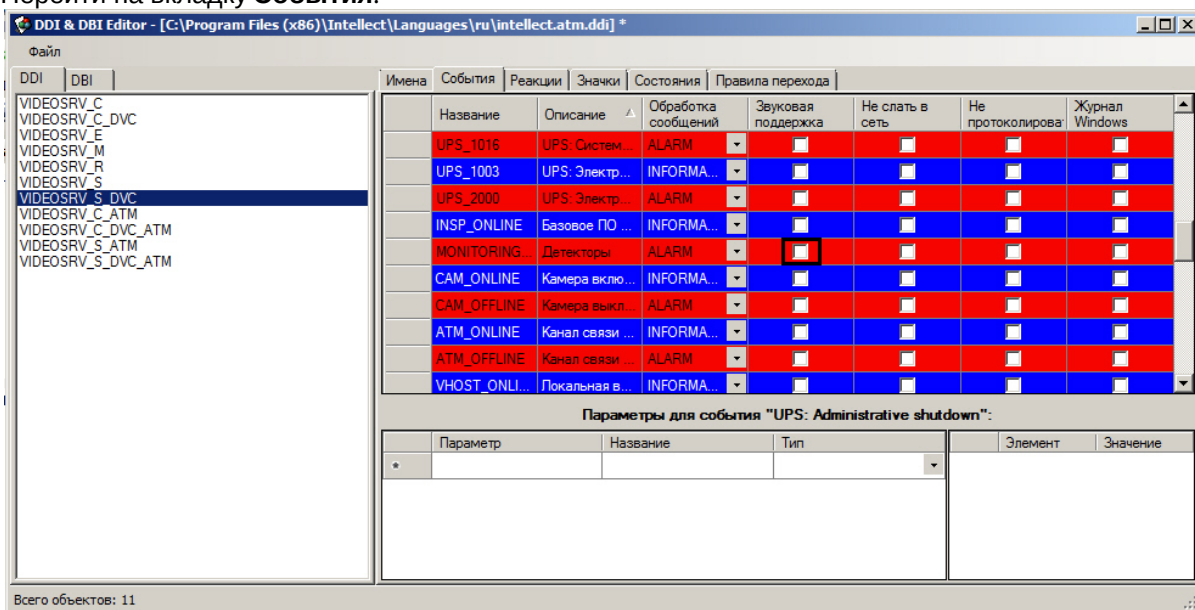 Перейти на вкладку События.
DDI & DBI Editor - [C:\Program Files (x86)\Intellect\Languages\ru\intellect.atm.ddi] *
Файл
DDI DBI
Имена События Реакции Значки Состояния Правила перехода
VIDEOSRV_C
VIDEOSRV_C_DVC
VIDEOSRV_E
VIDEOSRV_M
VIDEOSRV_R
VIDEOSRV_S
VIDEOSRV_S_DVC
VIDEOSRV_C_ATM
VIDEOSRV_C_DVC_ATM
VIDEOSRV_S_ATM
VIDEOSRV_S_DVC_ATM
Название Описание Обработка сообщений Звуковая поддержка Не слать в сеть Не протоколироват Журнал Windows
UPS_1016 UPS: Систем... ALARM
UPS_1003 UPS: Электр... INFORMA...
UPS_2000 UPS: Электр... ALARM
INSP_ONLINE Базовое ПО ... INFORMA...
MONITORING... Детекторы ALARM
CAM_ONLINE Камера вклю... INFORMA...
CAM_OFFLINE Камера выкл... ALARM
ATM_ONLINE Канал связи ... INFORMA...
ATM_OFFLINE Канал связи ... ALARM
VHOST_ONLI... Локальная в... INFORMA...
Параметры для события "UPS: Administrative shutdown":
Параметр Название Тип Элемент Значение
*
Всего объектов: 11